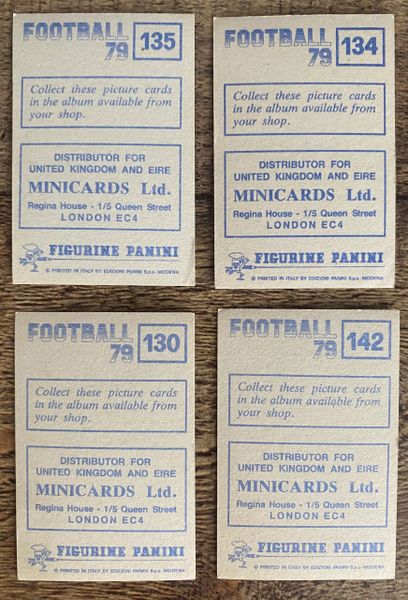 FOOTBALL
79 135
Collect these picture cards
in the album available from
your shop.
DISTRIBUTOR FOR
UNITED KINGDOM AND EIRE
MINICARDS Ltd.
Regina House - 1/5 Queen Street
LONDON EC4
FIGURINE PANINI
© PRINTED IN ITALY BY EDIZIONI PANINI S.p.a. - MODENA
FOOTBALL
79 134
Collect these picture cards
in the album available from
your shop.
DISTRIBUTOR FOR
UNITED KINGDOM AND EIRE
MINICARDS Ltd.
Regina House - 1/5 Queen Street
LONDON EC4
FIGURINE PANINI
© PRINTED IN ITALY BY EDIZIONI PANINI S.p.a. - MODENA
FOOTBALL
79 130
Collect these picture cards
in the album available from
your shop.
DISTRIBUTOR FOR
UNITED KINGDOM AND EIRE
MINICARDS Ltd.
Regina House - 1/5 Queen Street
LONDON EC4
FIGURINE PANINI
© PRINTED IN ITALY BY EDIZIONI PANINI S.p.a. - MODENA
FOOTBALL
79 142
Collect these picture cards
in the album available from
your shop.
DISTRIBUTOR FOR
UNITED KINGDOM AND EIRE
MINICARDS Ltd.
Regina House - 1/5 Queen Street
LONDON EC4
FIGURINE PANINI
© PRINTED IN ITALY BY EDIZIONI PANINI S.p.a. - MODENA